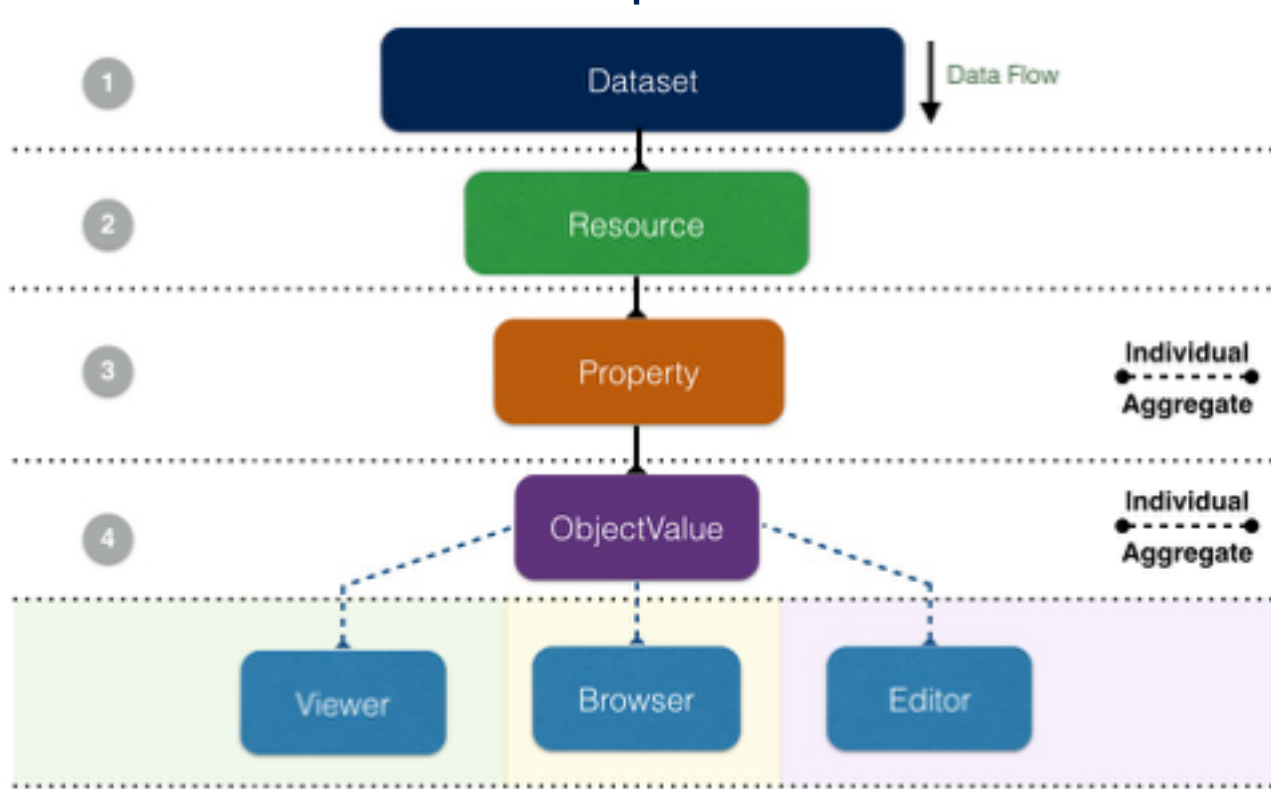 1
Dataset
Data Flow
2
Resource
3
Property
Individual
Aggregate
4
ObjectValue
Individual
Aggregate
Viewer
Browser
Editor